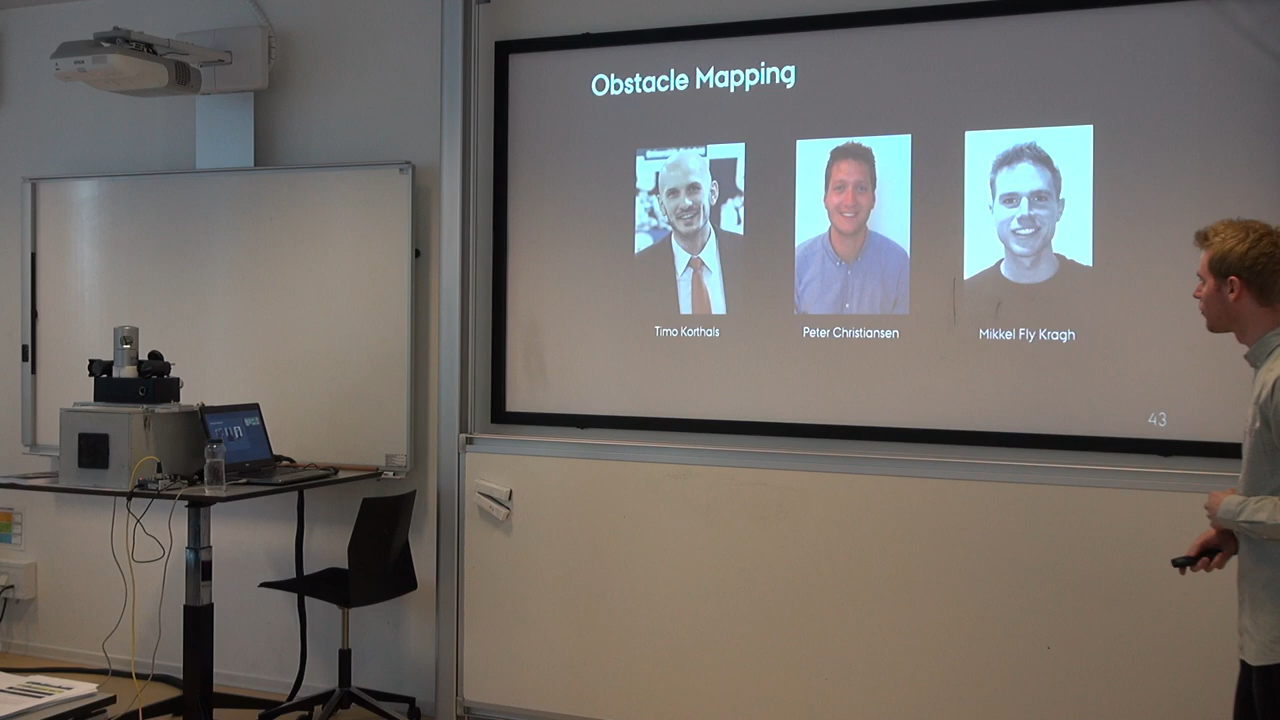 Obstacle Mapping
Timo Korthals
Peter Christiansen
Mikkel Fly Kragh
43